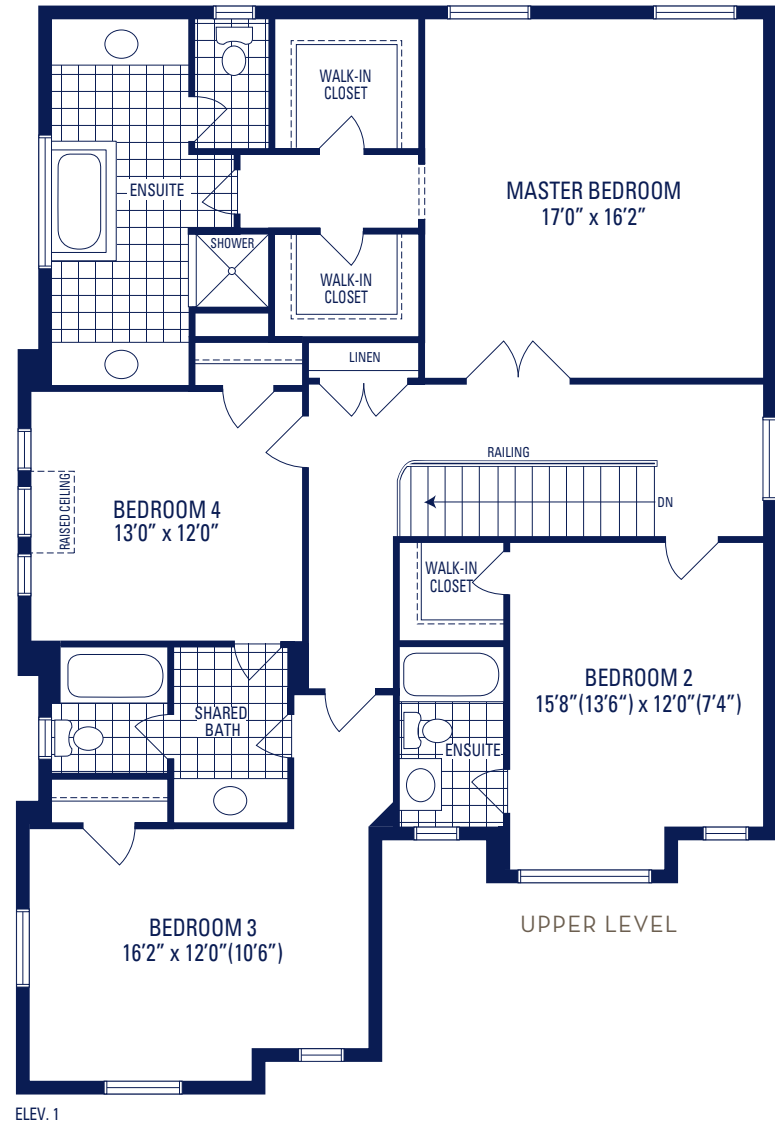 WALK-IN
CLOSET
ENSUITE
MASTER BEDROOM
17'0" x 16'2"
SHOWER
WALK-IN
CLOSET
LINEN
RAILING
DN
RAISED CEILING
BEDROOM 4
13'0" x 12'0"
WALK-IN
CLOSET
BEDROOM 2
15'8"(13'6") x 12'0"(7'4")
SHARED
BATH
ENSUITE
BEDROOM 3
16'2" x 12'0"(10'6")
UPPER LEVEL
ELEV. 1